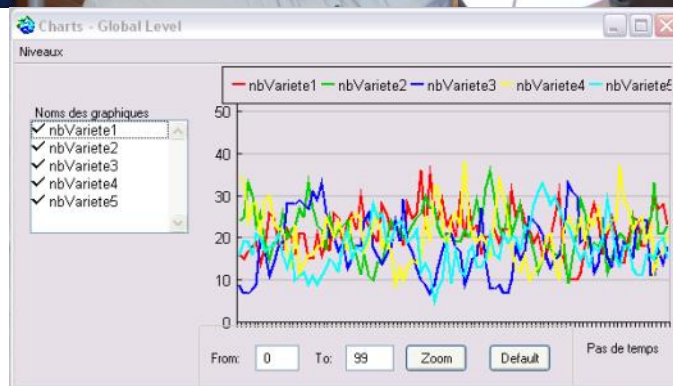 Charts - Global Level
Niveaux
nbVariete1 nbVariete2 nbVariete3 nbVariete4 nbVariete5
Noms des graphiques
nbVariete1
nbVariete2
nbVariete3
nbVariete4
nbVariete5
50
40
30
20
10
0
From: 0 To: 99 Zoom Default Pas de temps